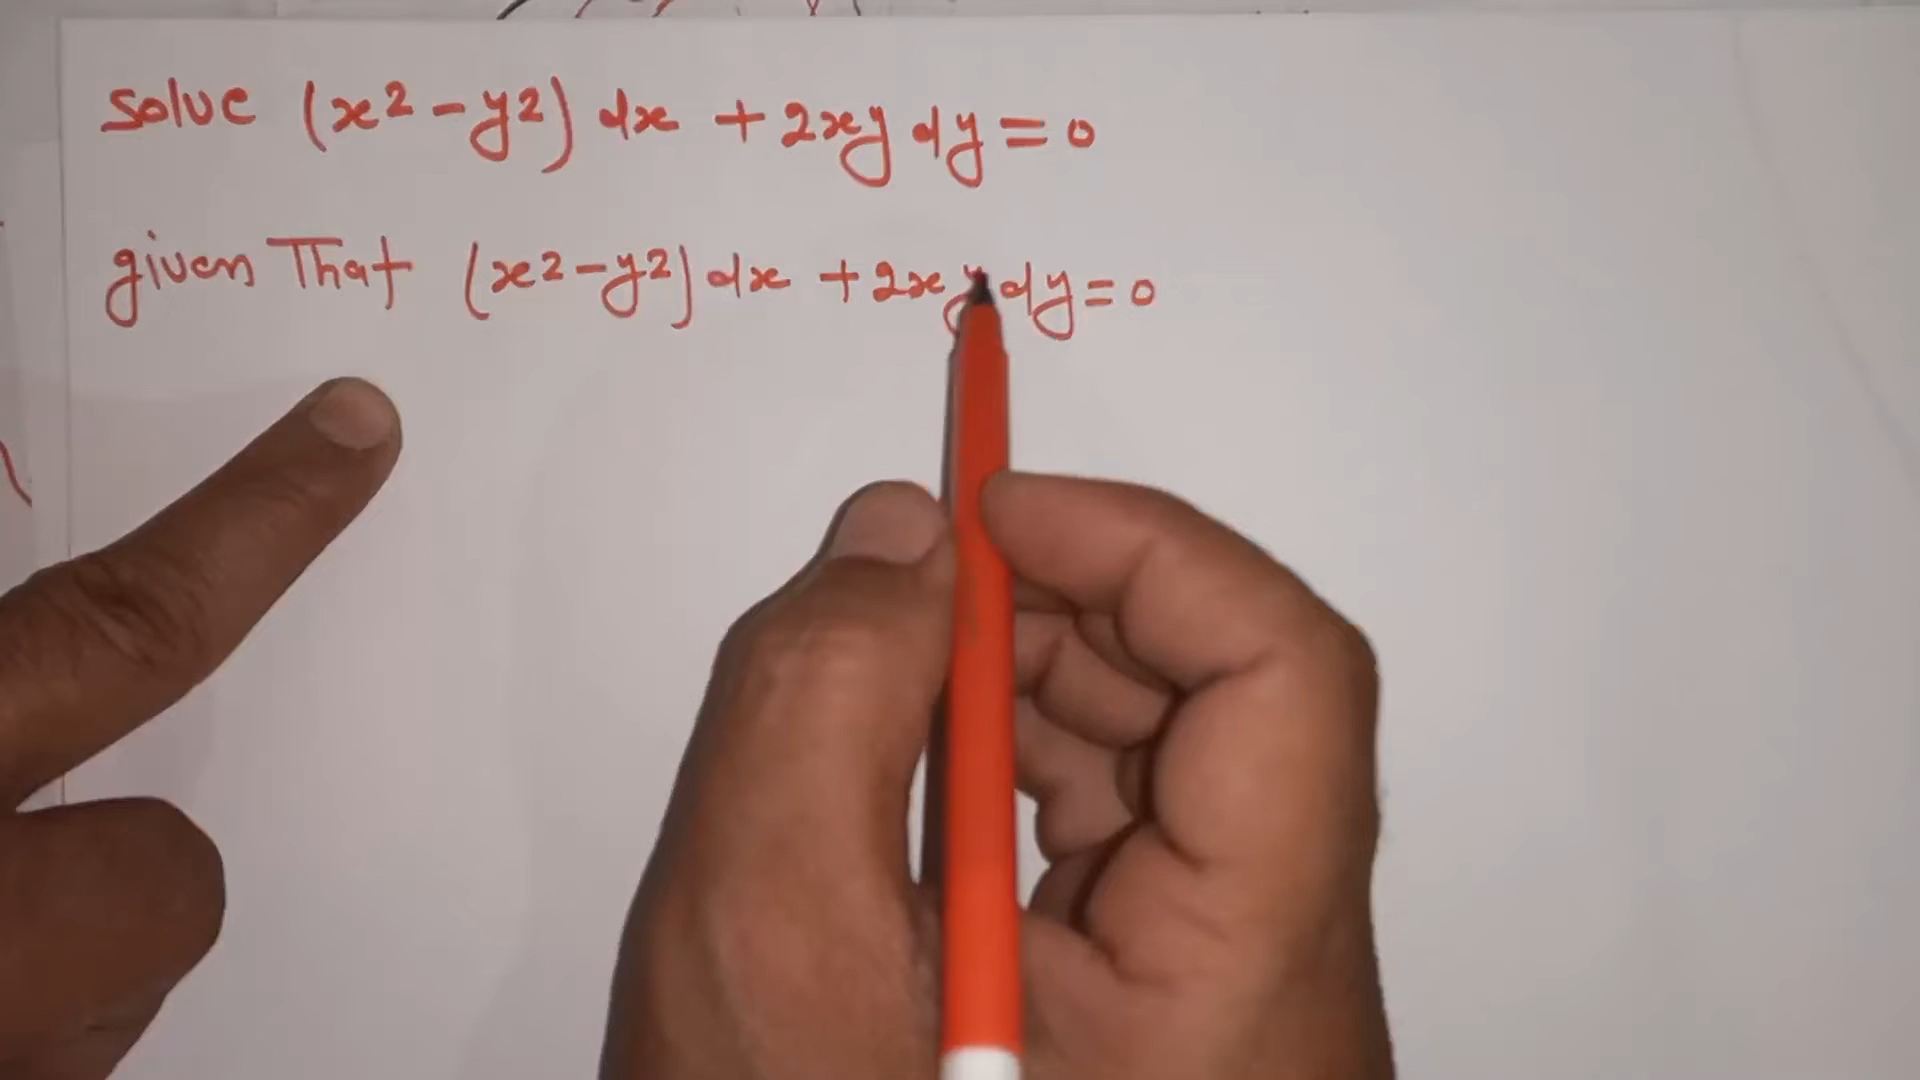 solve (x2-y2) dx + 2xy dy = 0
given That (x2-y2) dx + 2xy dy = 0